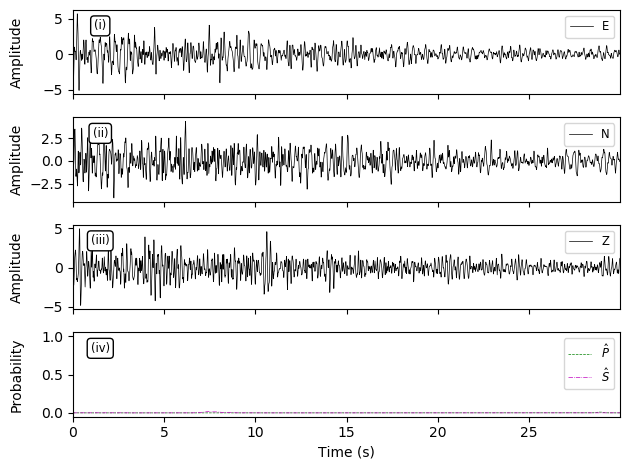 5
0
−5
Amplitude
(i)
E
2.5
0.0
−2.5
Amplitude
(ii)
N
5
0
−5
Amplitude
(iii)
Z
1.0
0.5
0.0
Probability
(iv)
P̂
Ŝ
0 5 10 15 20 25
Time (s)